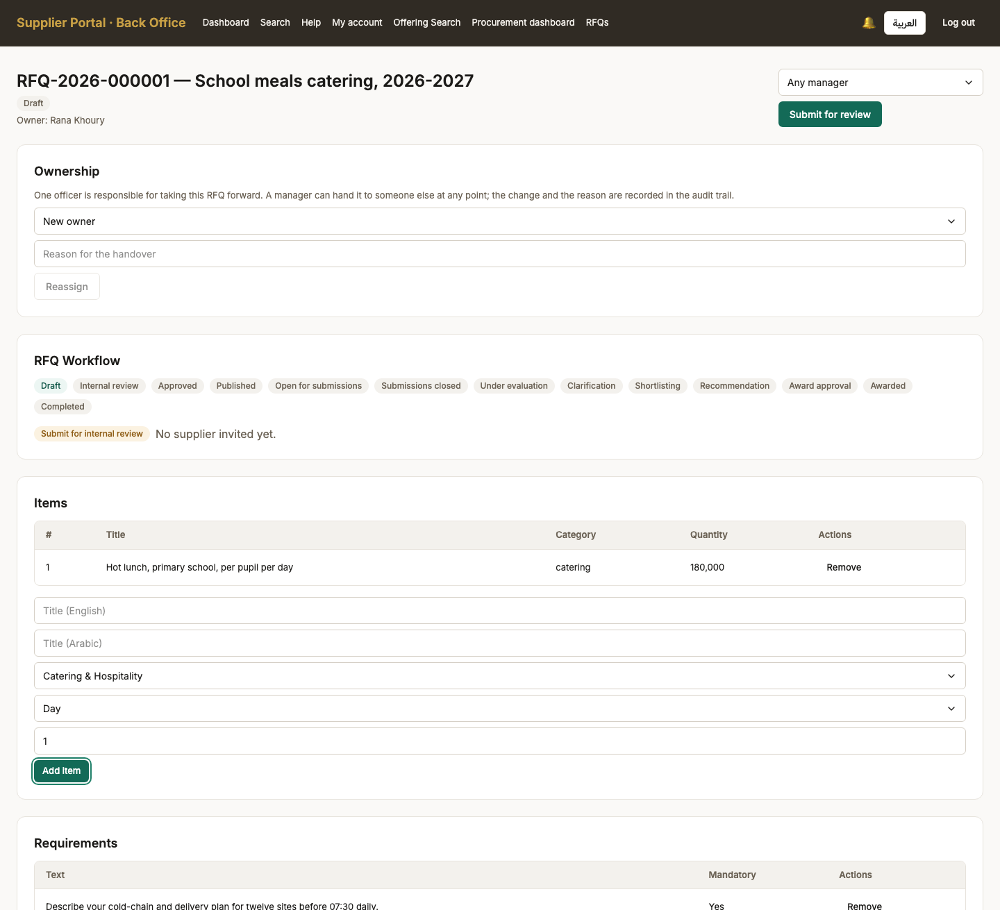 Supplier Portal · Back Office
Dashboard
Search
Help
My account
Offering Search
Procurement dashboard
RFQs
العربية
Log out
RFQ-2026-000001 — School meals catering, 2026-2027
Draft
Owner: Rana Khoury
Any manager
Submit for review
Ownership
One officer is responsible for taking this RFQ forward. A manager can hand it to someone else at any point; the change and the reason are recorded in the audit trail.
New owner
Reason for the handover
Reassign
RFQ Workflow
Draft
Internal review
Approved
Published
Open for submissions
Submissions closed
Under evaluation
Clarification
Shortlisting
Recommendation
Award approval
Awarded
Completed
Submit for internal review
No supplier invited yet.
Items
# Title Category Quantity Actions
1 Hot lunch, primary school, per pupil per day catering 180,000 Remove
Title (English)
Title (Arabic)
Catering & Hospitality
Day
1
Add item
Requirements
Text Mandatory Actions
Describe your cold-chain and delivery plan for twelve sites before 07:30 daily. Yes Remove